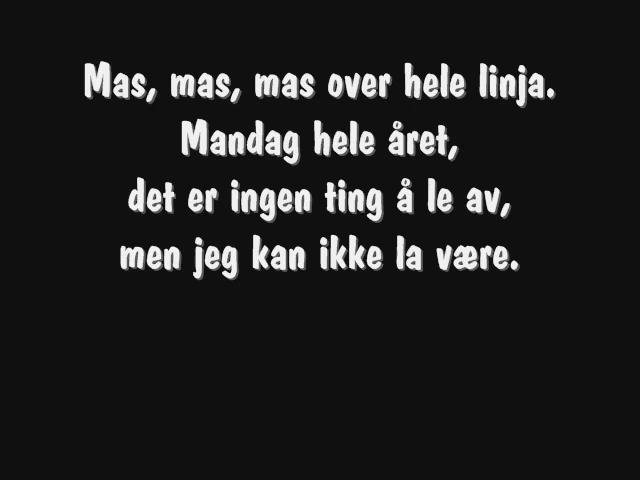 Mas, mas, mas over hele linja.
Mandag hele året,
det er ingen ting å le av,
men jeg kan ikke la være.